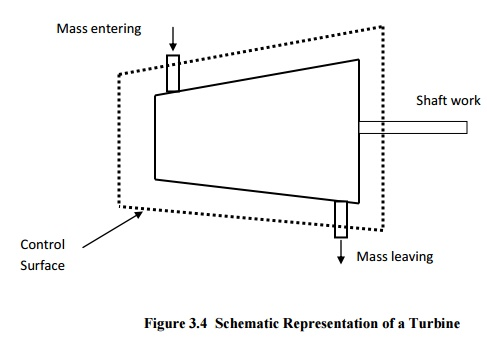 Mass entering
Shaft work
Control
Surface
Mass leaving
Figure 3.4 Schematic Representation of a Turbine